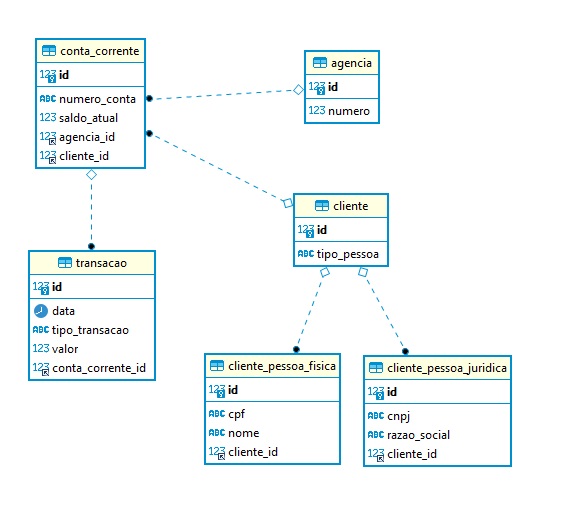 conta_corrente
123 id
ABC numero_conta
123 saldo_atual
123 agencia_id
123 cliente_id
agencia
123 id
123 numero
cliente
123 id
ABC tipo_pessoa
transacao
123 id
data
ABC tipo_transacao
123 valor
123 conta_corrente_id
cliente_pessoa_fisica
123 id
ABC cpf
ABC nome
123 cliente_id
cliente_pessoa_juridica
123 id
ABC cnpj
ABC razao_social
123 cliente_id